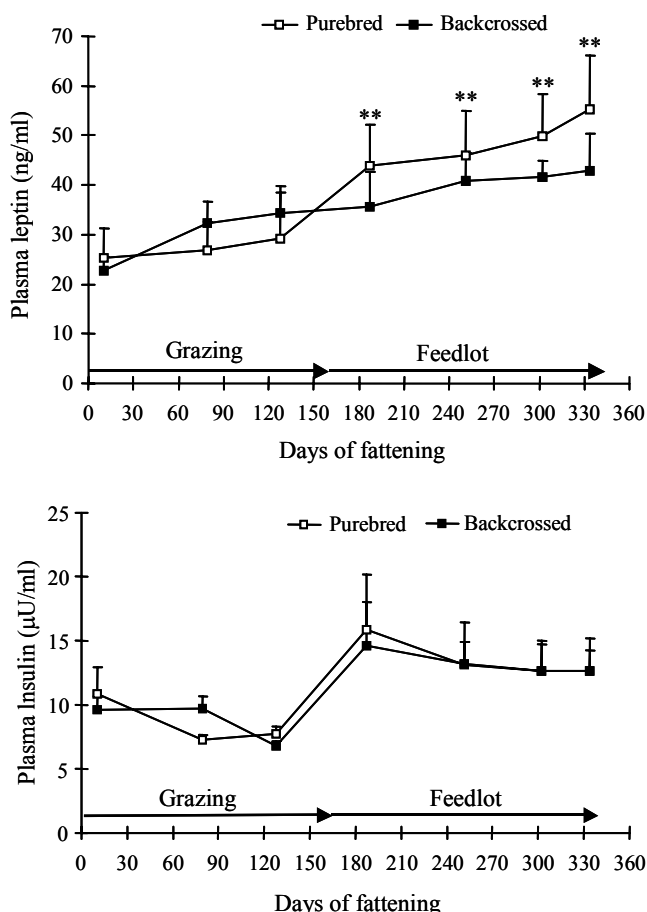 Purebred Backcrossed
70
60
50
40
30
20
10
0
Plasma leptin (ng/ml)
** ** ** **
Grazing Feedlot
0 30 60 90 120 150 180 210 240 270 300 330 360
Days of fattening
Purebred Backcrossed
25
20
15
10
5
0
Plasma Insulin (μU/ml)
Grazing Feedlot
0 30 60 90 120 150 180 210 240 270 300 330 360
Days of fattening